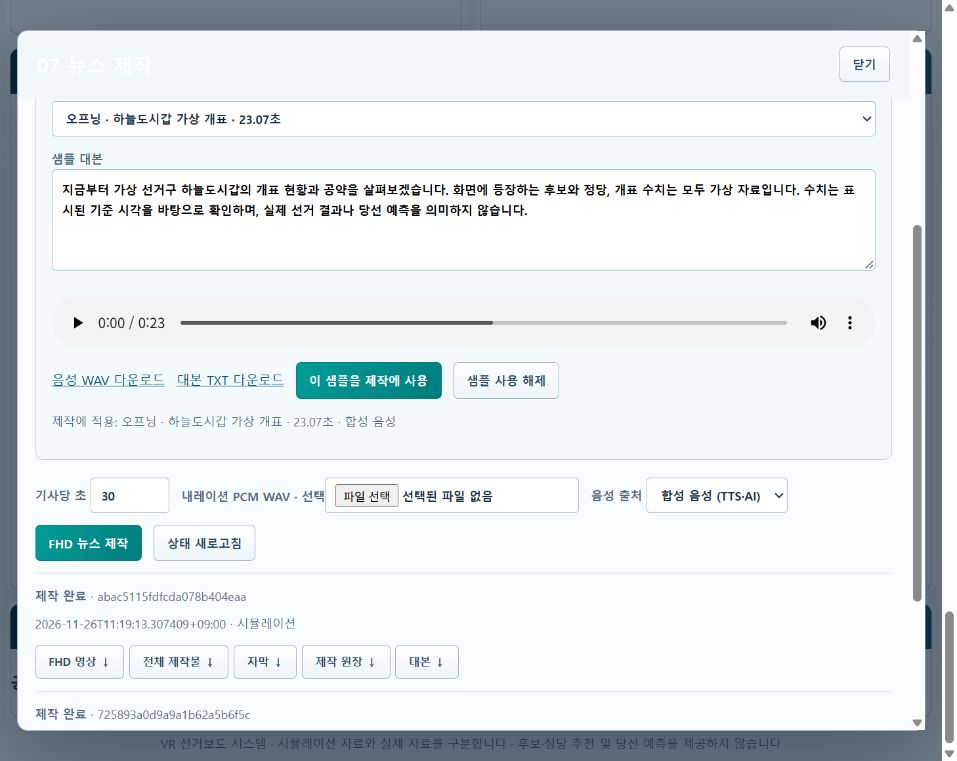 07 뉴스 제작
닫기
오프닝 · 하늘도시갑 가상 개표 · 23.07초
샘플 대본
지금부터 가상 선거구 하늘도시갑의 개표 현황과 공약을 살펴보겠습니다. 화면에 등장하는 후보와 정당, 개표 수치는 모두 가상 자료입니다. 수치는 표
시된 기준 시각을 바탕으로 확인하며, 실제 선거 결과나 당선 예측을 의미하지 않습니다.
0:00 / 0:23
음성 WAV 다운로드 대본 TXT 다운로드 이 샘플을 제작에 사용 샘플 사용 해제
제작에 적용: 오프닝 · 하늘도시갑 가상 개표 · 23.07초 · 합성 음성
기사당 초 30 내레이션 PCM WAV · 선택 파일 선택 선택된 파일 없음 음성 출처 합성 음성 (TTS·AI)
FHD 뉴스 제작 상태 새로고침
제작 완료 · abac5115fdfcda078b404eaa
2026-11-26T11:19:13.307409+09:00 · 시뮬레이션
FHD 영상 ↓ 전체 제작물 ↓ 자막 ↓ 제작 원장 ↓ 대본 ↓
제작 완료 · 725893a0d9a9a1b62a5b6f5c
VR 선거보도 시스템 · 시뮬레이션 자료와 실제 자료를 구분합니다 · 후보·정당 추천 및 당선 예측을 제공하지 않습니다